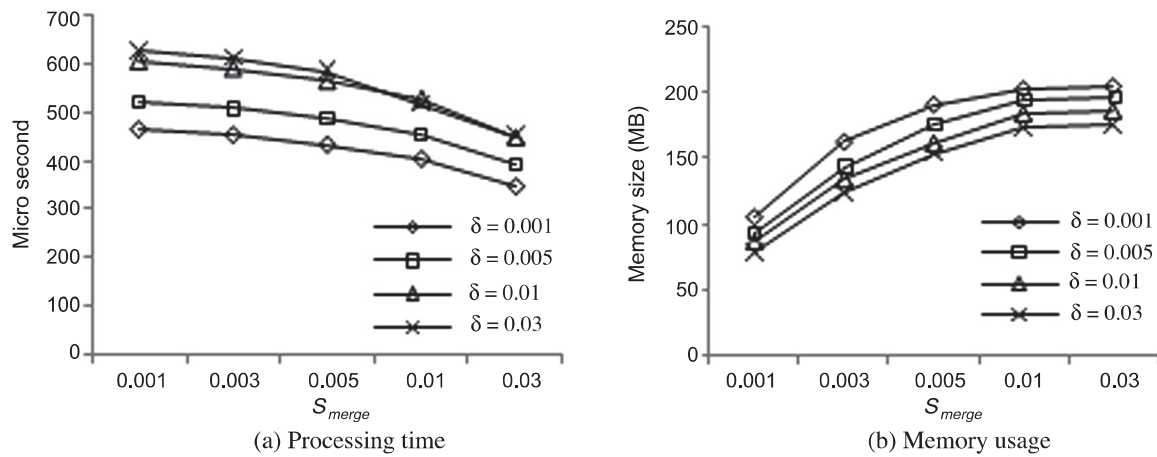 700
600
500
400
300
200
100
0
Micro second
δ = 0.001
δ = 0.005
δ = 0.01
δ = 0.03
0.001 0.003 0.005 0.01 0.03
S_merge
(a) Processing time
250
200
150
100
50
0
Memory size (MB)
δ = 0.001
δ = 0.005
δ = 0.01
δ = 0.03
0.001 0.003 0.005 0.01 0.03
S_merge
(b) Memory usage